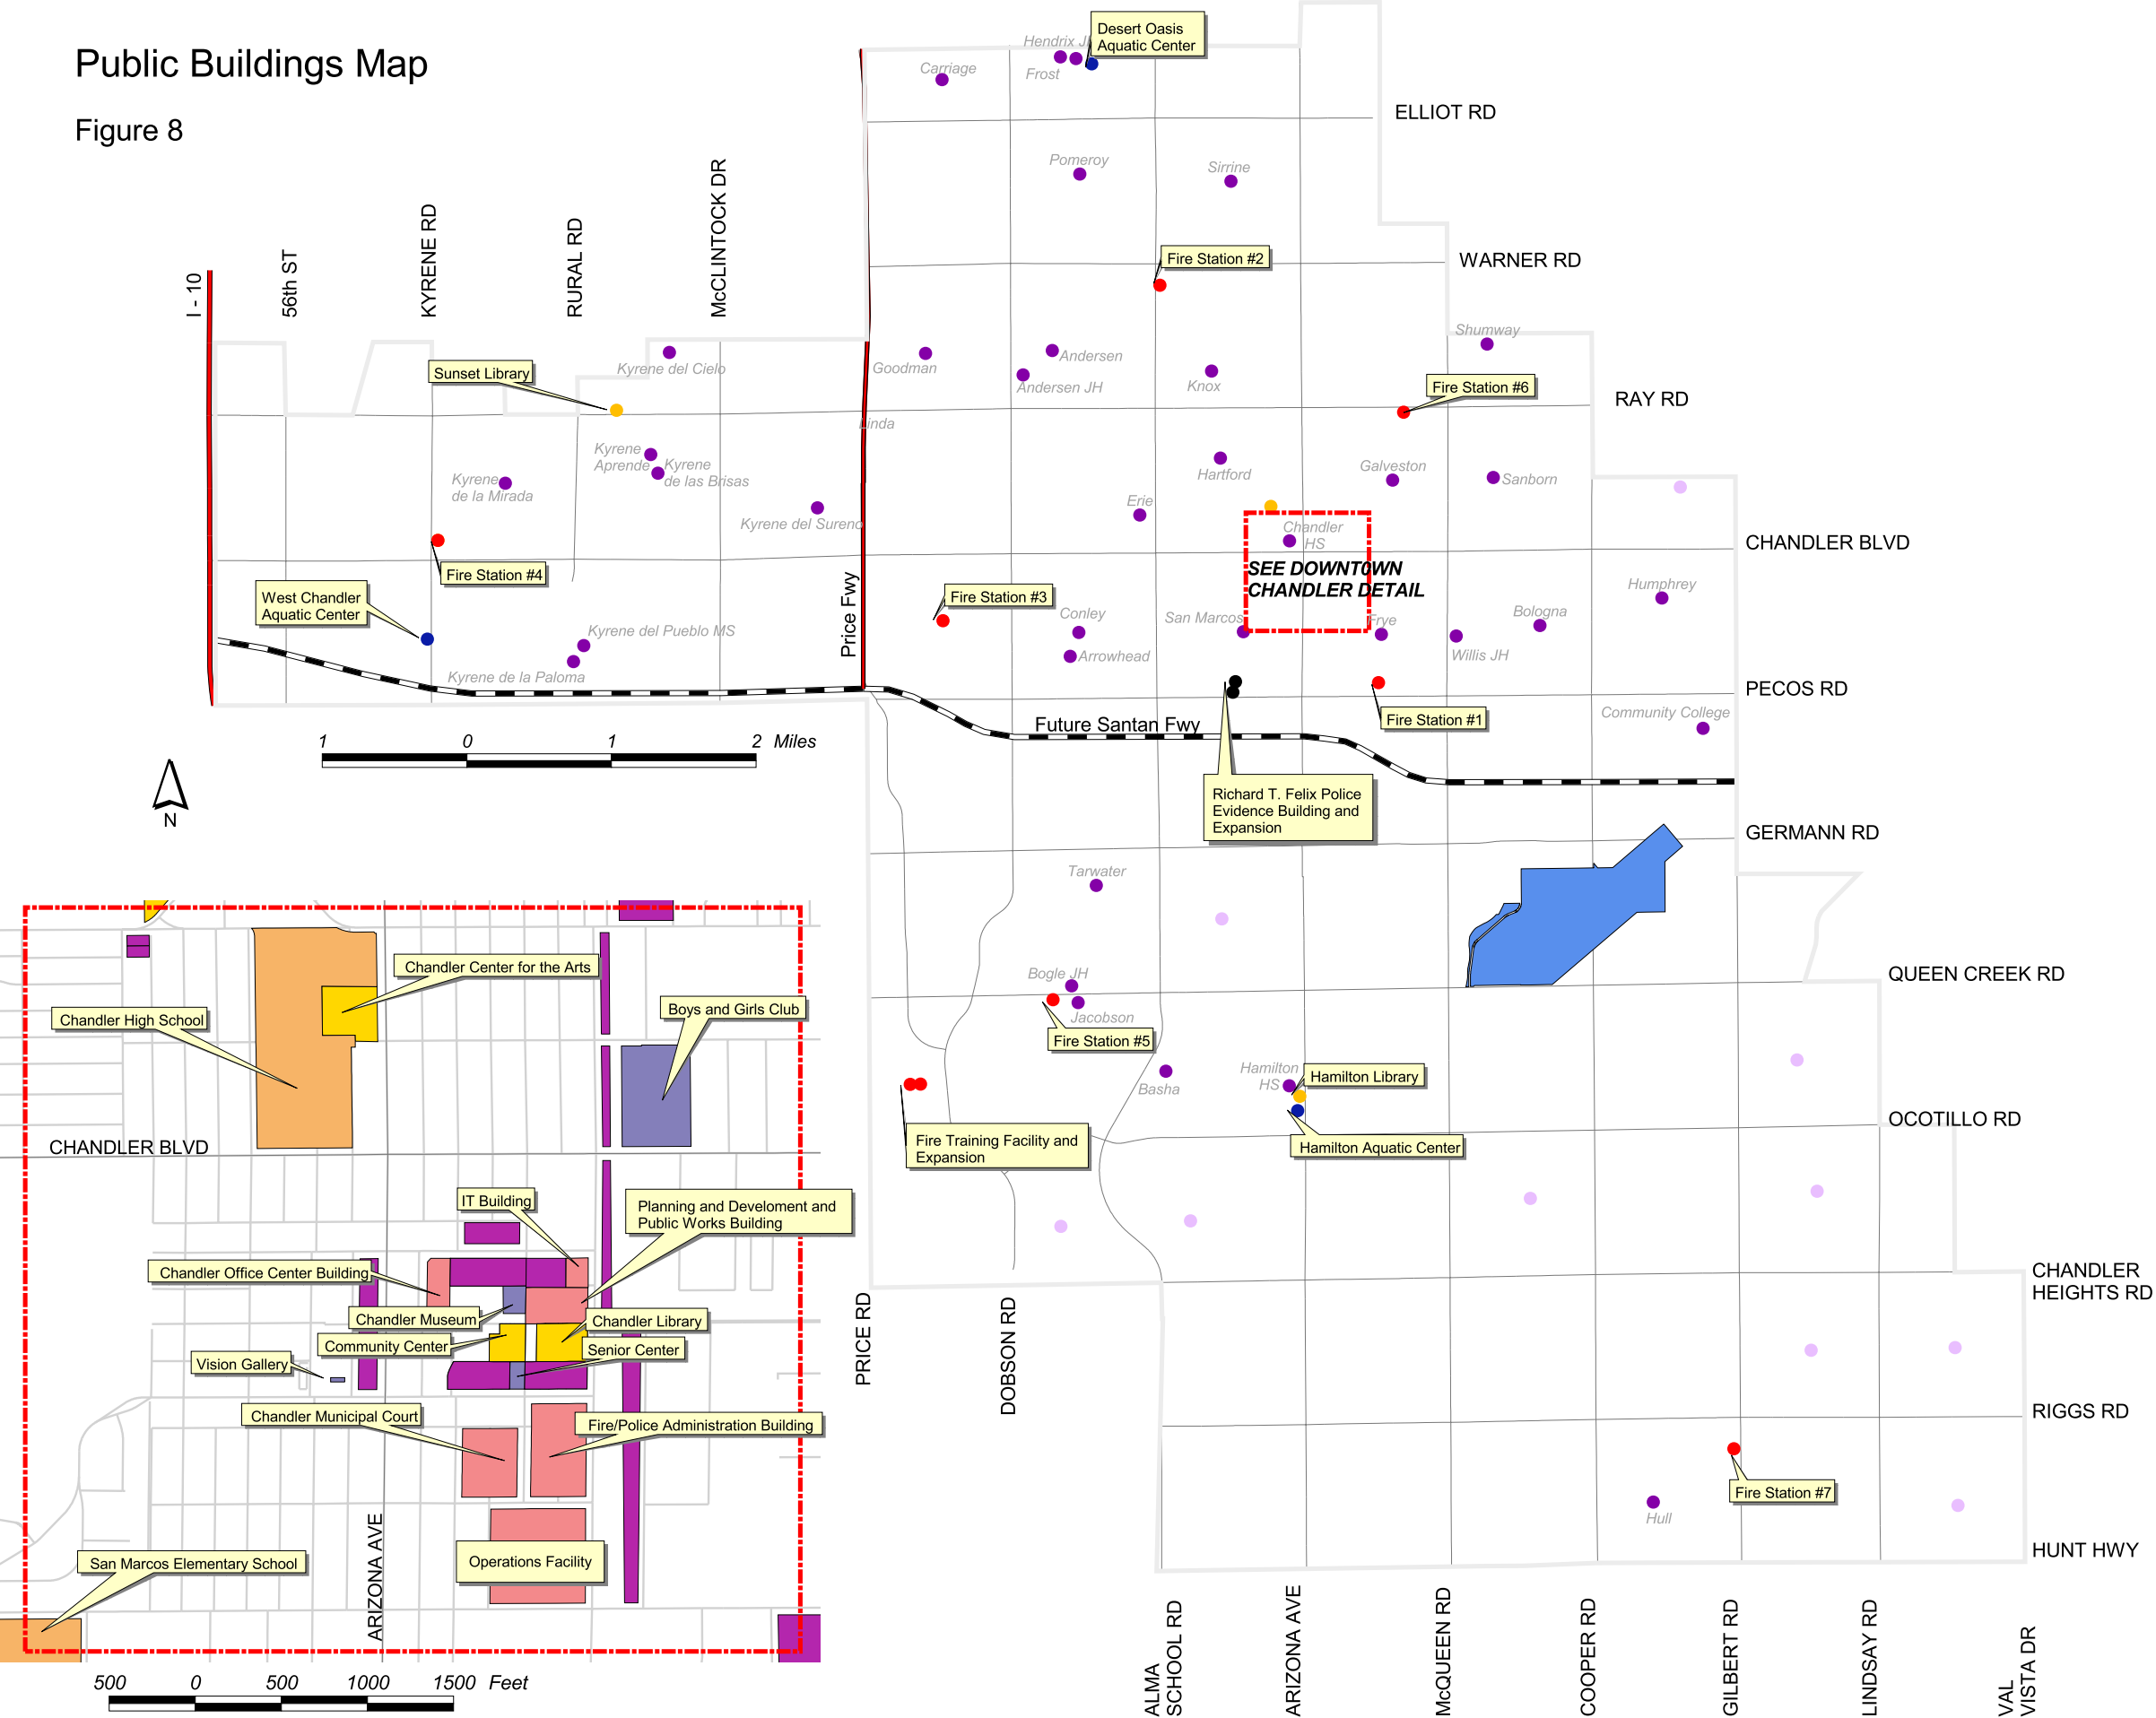 Public Buildings Map
Figure 8
Desert Oasis
Aquatic Center
Hendrix JH
Frost
Carriage
ELLIOT RD
Pomeroy
Sirrine
Fire Station #2
WARNER RD
I - 10
56th ST
KYRENE RD
RURAL RD
McCLINTOCK DR
Shumway
Kyrene del Cielo
Goodman
Andersen
Andersen JH
Knox
Sunset Library
Fire Station #6
RAY RD
Linda
Kyrene
Aprende
Kyrene
de las Brisas
Kyrene
de la Mirada
Kyrene del Sureno
Hartford
Galveston
Sanborn
Erie
Chandler
HS
CHANDLER BLVD
SEE DOWNTOWN
CHANDLER DETAIL
Fire Station #4
West Chandler
Aquatic Center
Price Fwy
Fire Station #3
Conley
San Marcos
Frye
Bologna
Humphrey
Kyrene del Pueblo MS
Arrowhead
Willis JH
Kyrene de la Paloma
PECOS RD
Community College
Fire Station #1
Future Santan Fwy
1 0 1 2 Miles
N
Richard T. Felix Police
Evidence Building and
Expansion
GERMANN RD
Tarwater
Bogle JH
Jacobson
Fire Station #5
QUEEN CREEK RD
Basha
Hamilton
HS
Hamilton Library
Hamilton Aquatic Center
OCOTILLO RD
Fire Training Facility and
Expansion
CHANDLER
HEIGHTS RD
PRICE RD
DOBSON RD
RIGGS RD
Fire Station #7
Hull
HUNT HWY
ALMA
SCHOOL RD
ARIZONA AVE
McQUEEN RD
COOPER RD
GILBERT RD
LINDSAY RD
VAL
VISTA DR
Chandler Center for the Arts
Chandler High School
Boys and Girls Club
CHANDLER BLVD
IT Building
Planning and Develoment and
Public Works Building
Chandler Office Center Building
Chandler Museum
Chandler Library
Community Center
Senior Center
Vision Gallery
Chandler Municipal Court
Fire/Police Administration Building
ARIZONA AVE
Operations Facility
San Marcos Elementary School
500 0 500 1000 1500 Feet